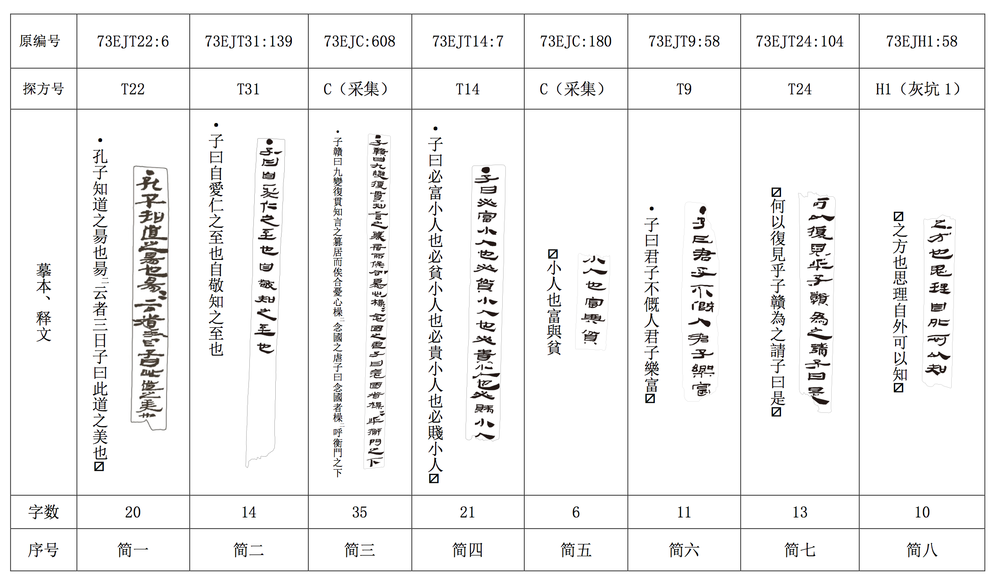 原编号 73EJT22:6 73EJT31:139 73EJC:608 73EJT14:7 73EJC:180 73EJT9:58 73EJT24:104 73EJH1:58
探方号 T22 T31 C（采集） T14 C（采集） T9 T24 H1（灰坑 1）
摹本、释文
•孔子知道之昜也昜₌云者三日子曰此道之美也☑
•子曰自愛仁之至也自敬知之至也
•子贛曰九變復貫知言之篡居而俟合憂心橾₌念國之虐子曰念國者橾₌呼衡門之下
•子曰必富小人也必貧小人也必貴小人也必賤小人☑
☑小人也富與貧
•子曰君子不慨人君子樂富☑
☑何以復見乎子贛為之請子曰是☑
☑之方也思理自外可以知☑
字数 20 14 35 21 6 11 13 10
序号 简一 简二 简三 简四 简五 简六 简七 简八